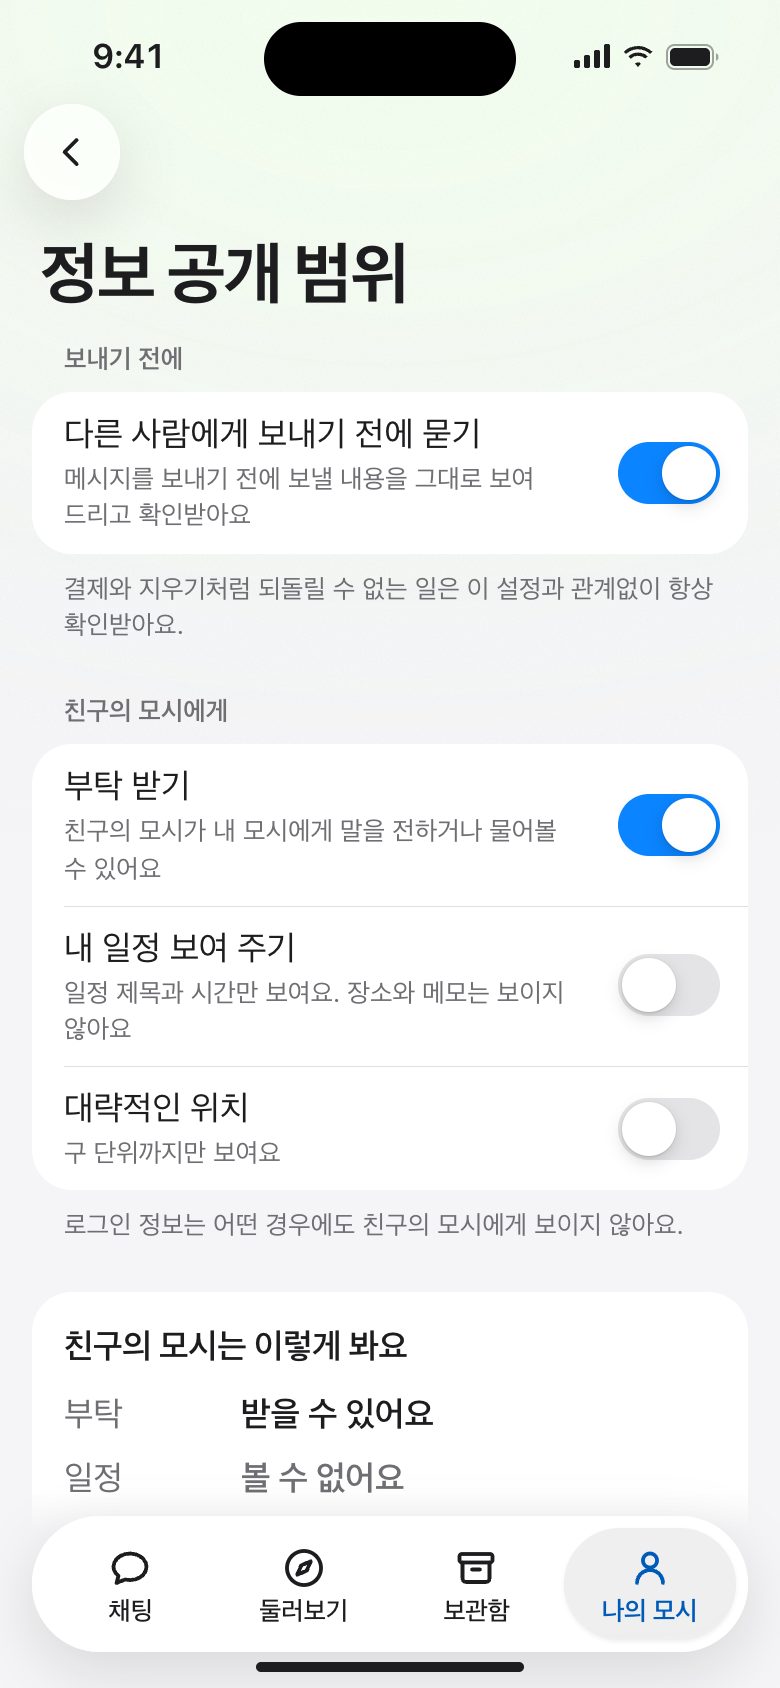 9:41
정보 공개 범위
보내기 전에
다른 사람에게 보내기 전에 묻기
메시지를 보내기 전에 보낼 내용을 그대로 보여
드리고 확인받아요
결제와 지우기처럼 되돌릴 수 없는 일은 이 설정과 관계없이 항상
확인받아요.
친구의 모시에게
부탁 받기
친구의 모시가 내 모시에게 말을 전하거나 물어볼
수 있어요
내 일정 보여 주기
일정 제목과 시간만 보여요. 장소와 메모는 보이지
않아요
대략적인 위치
구 단위까지만 보여요
로그인 정보는 어떤 경우에도 친구의 모시에게 보이지 않아요.
친구의 모시는 이렇게 봐요
부탁 받을 수 있어요
일정 볼 수 없어요
채팅 둘러보기 보관함 나의 모시